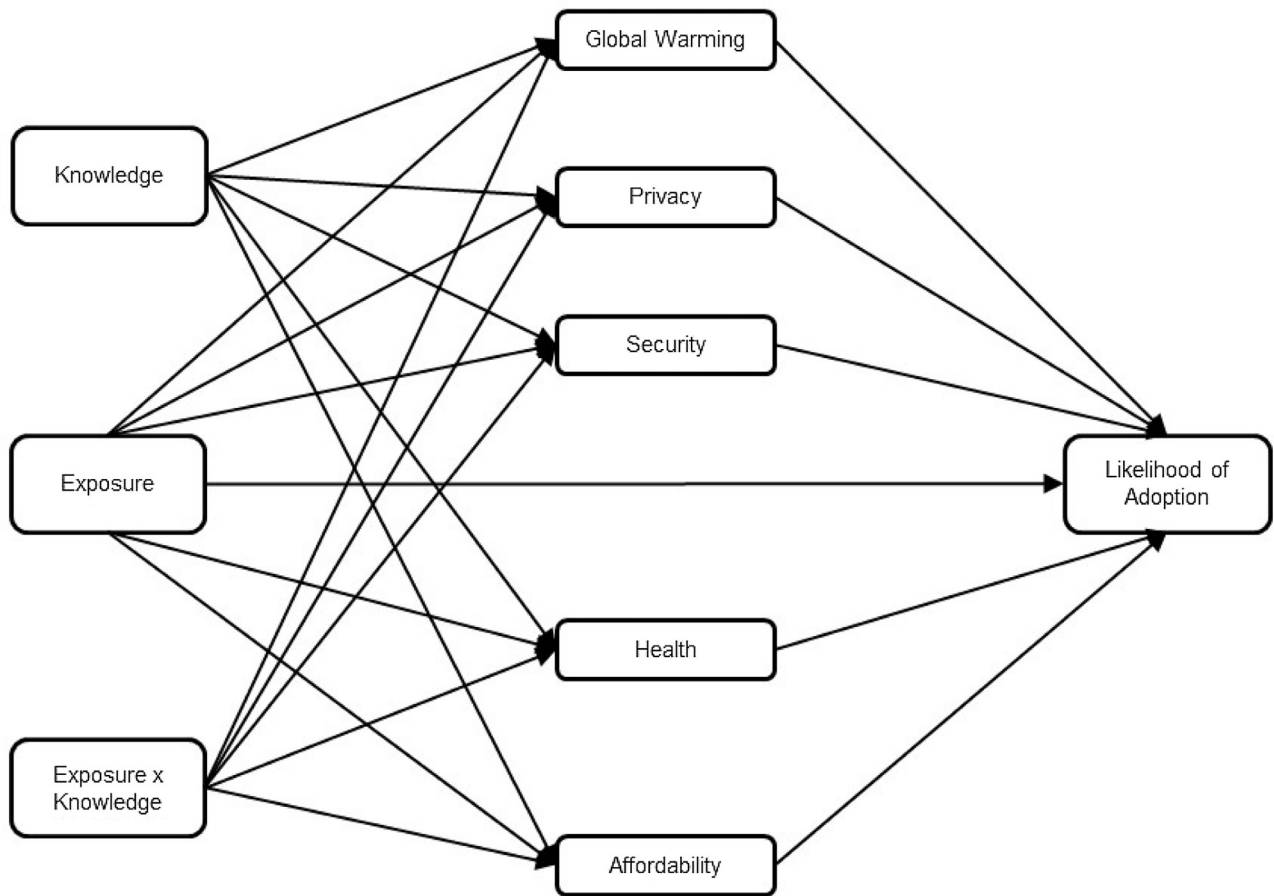 Global Warming
Knowledge
Privacy
Security
Exposure
Likelihood of
Adoption
Health
Exposure x
Knowledge
Affordability